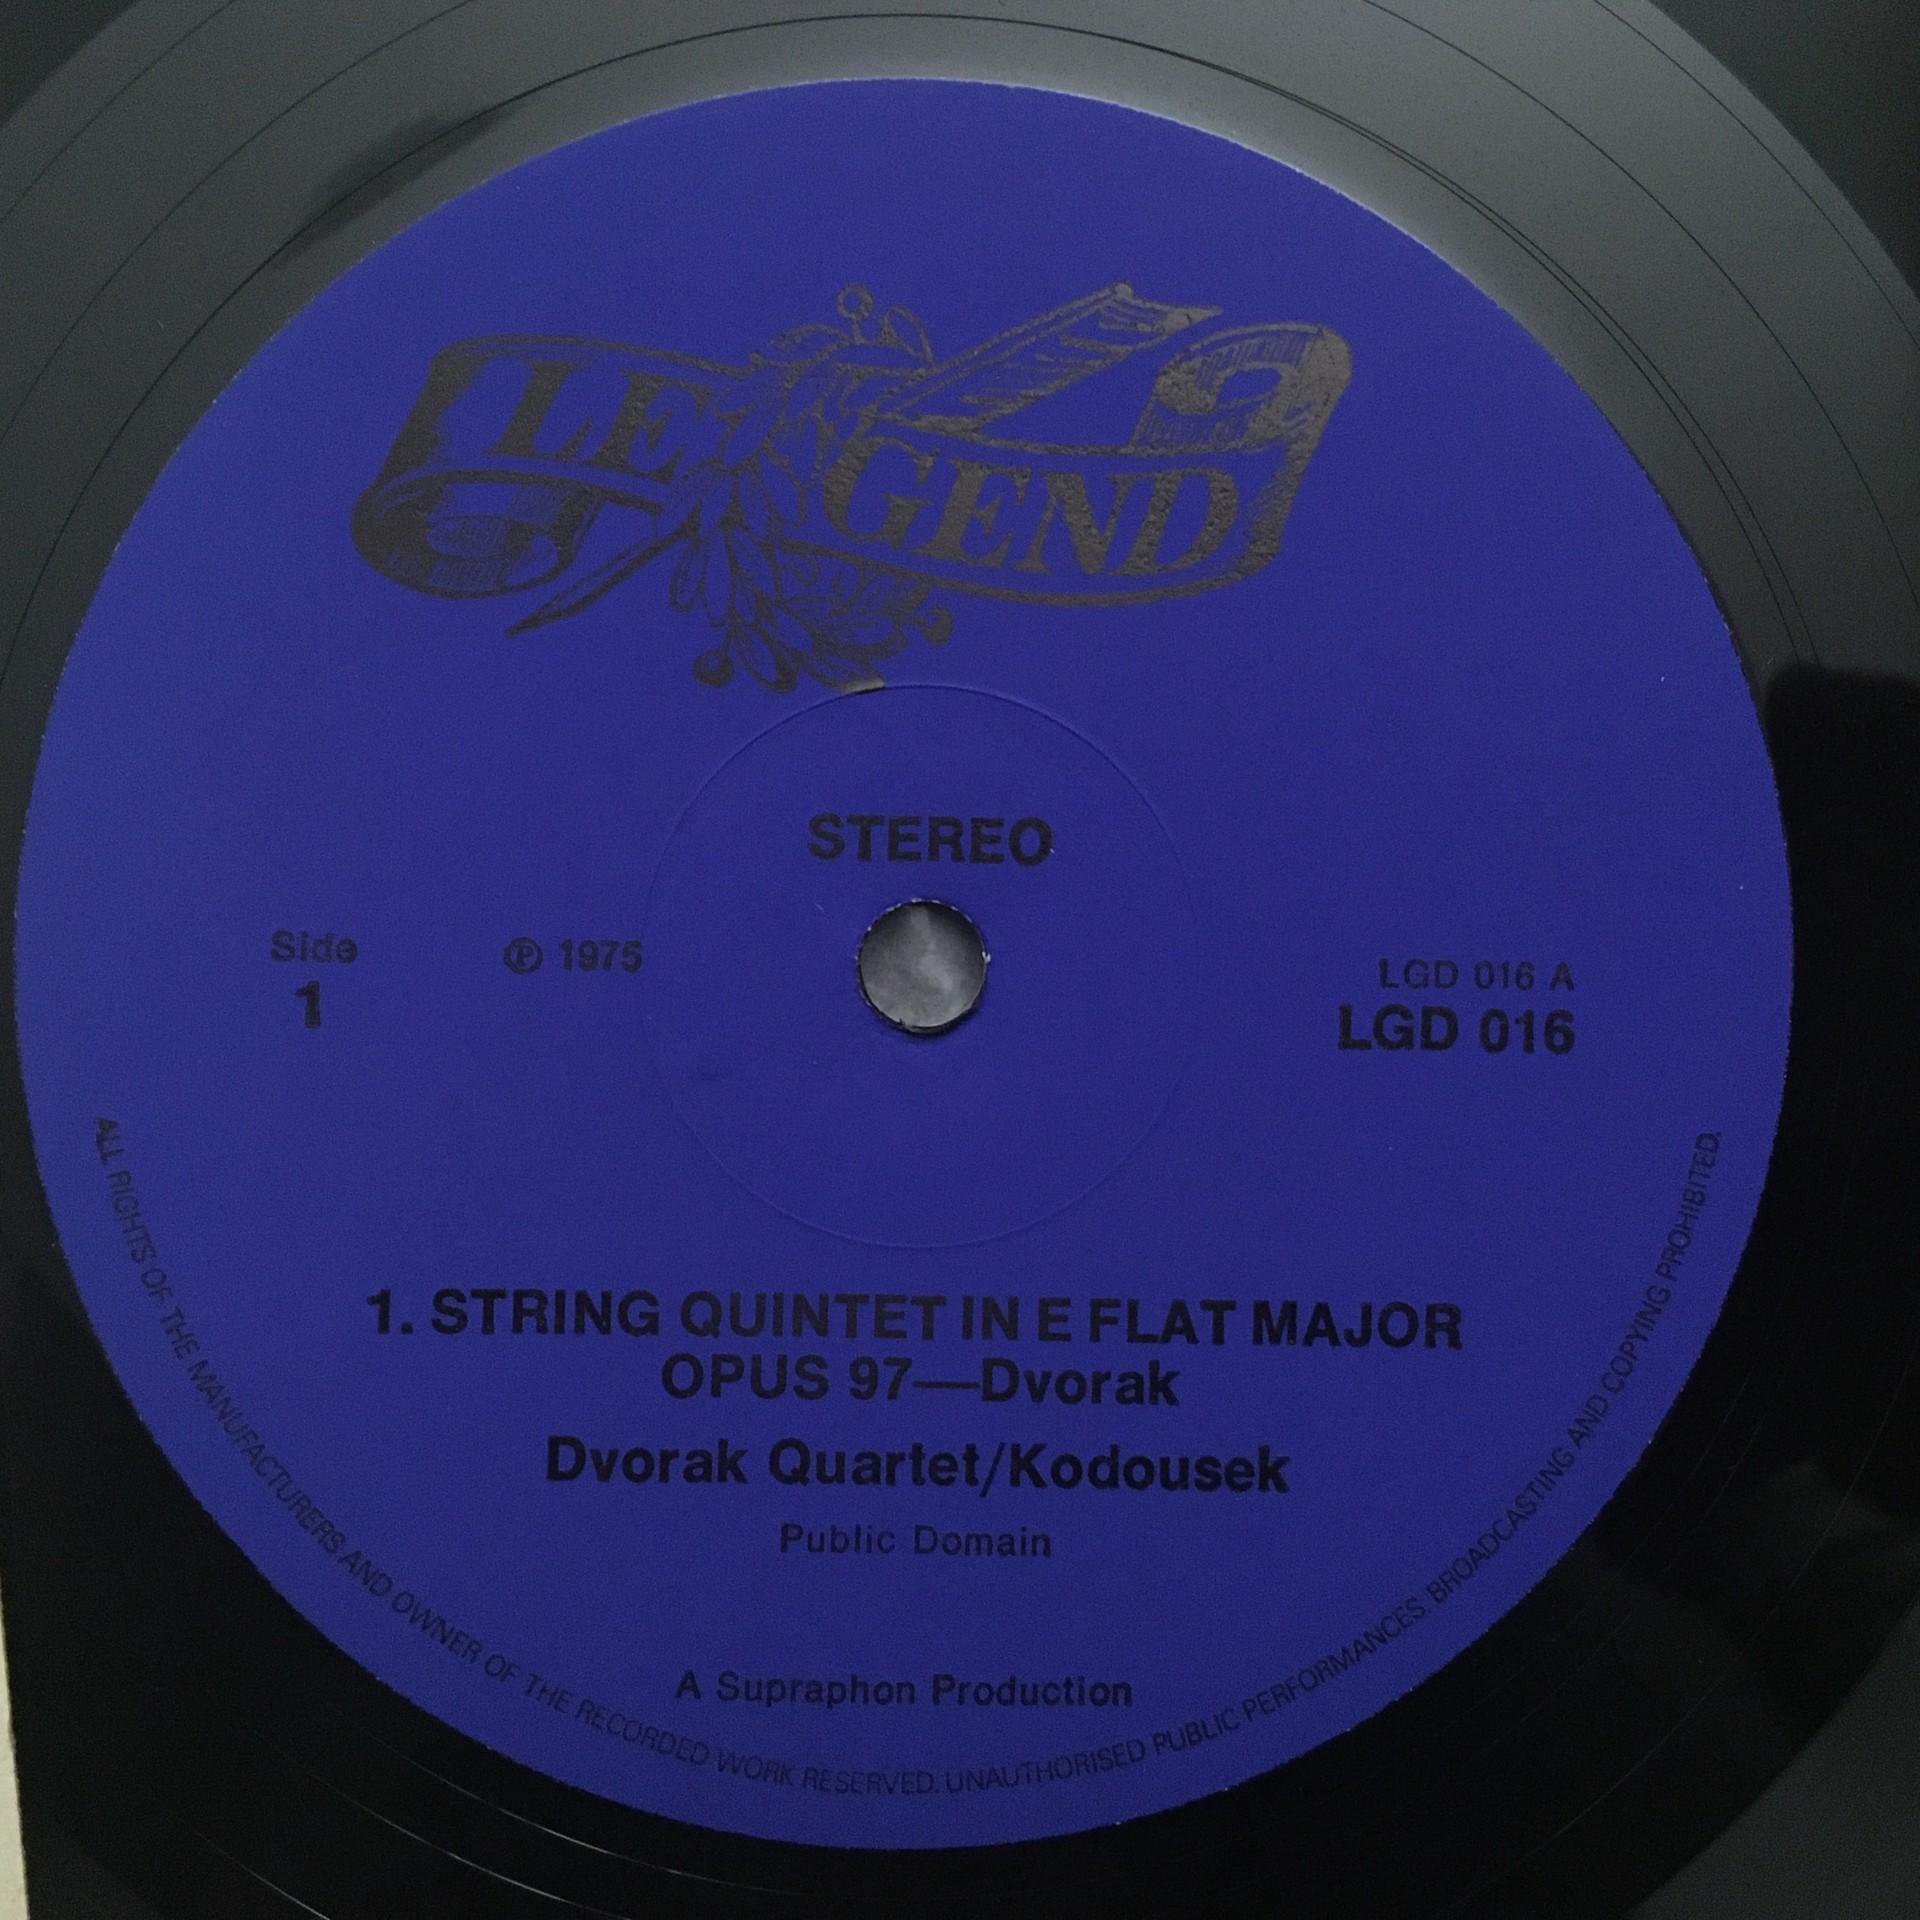 LEGEND
STEREO
Side
1
℗ 1975
LGD 016 A
LGD 016
1. STRING QUINTET IN E FLAT MAJOR
OPUS 97—Dvorak
Dvorak Quartet/Kodousek
Public Domain
A Supraphon Production
ALL RIGHTS OF THE MANUFACTURERS AND OWNER OF THE RECORDED WORK RESERVED. UNAUTHORISED PUBLIC PERFORMANCES. BROADCASTING AND COPYING PROHIBITED.